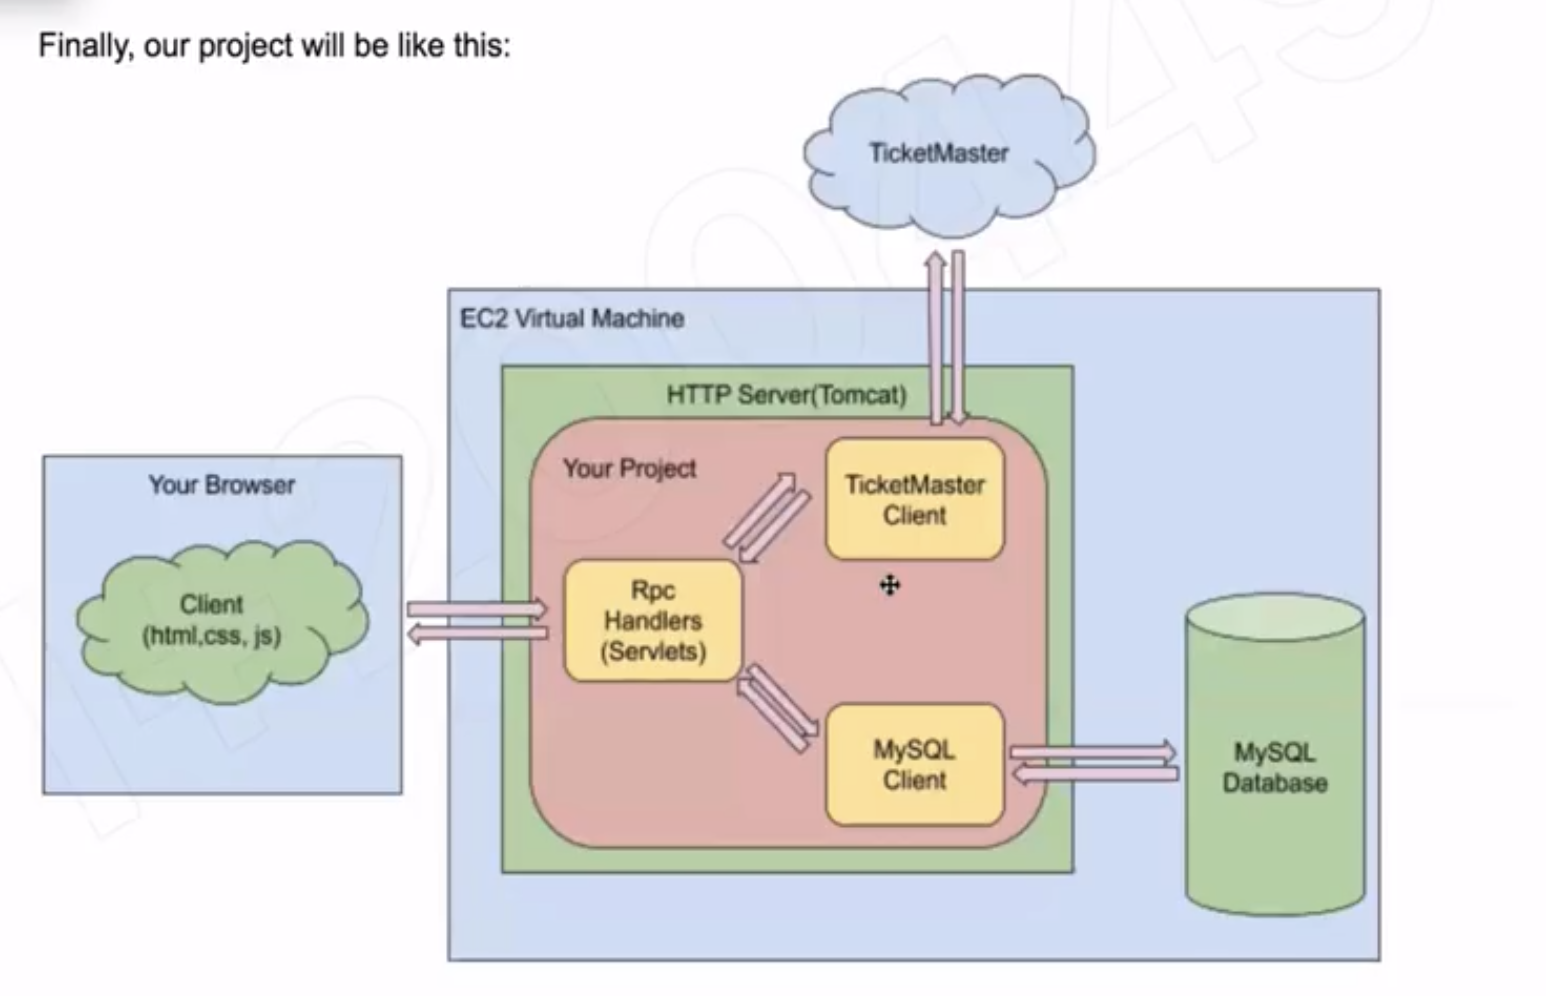 Finally, our project will be like this:
TicketMaster
EC2 Virtual Machine
HTTP Server(Tomcat)
Your Project
TicketMaster
Client
Your Browser
Client
(html,css, js)
Rpc
Handlers
(Servlets)
MySQL
Client
MySQL
Database